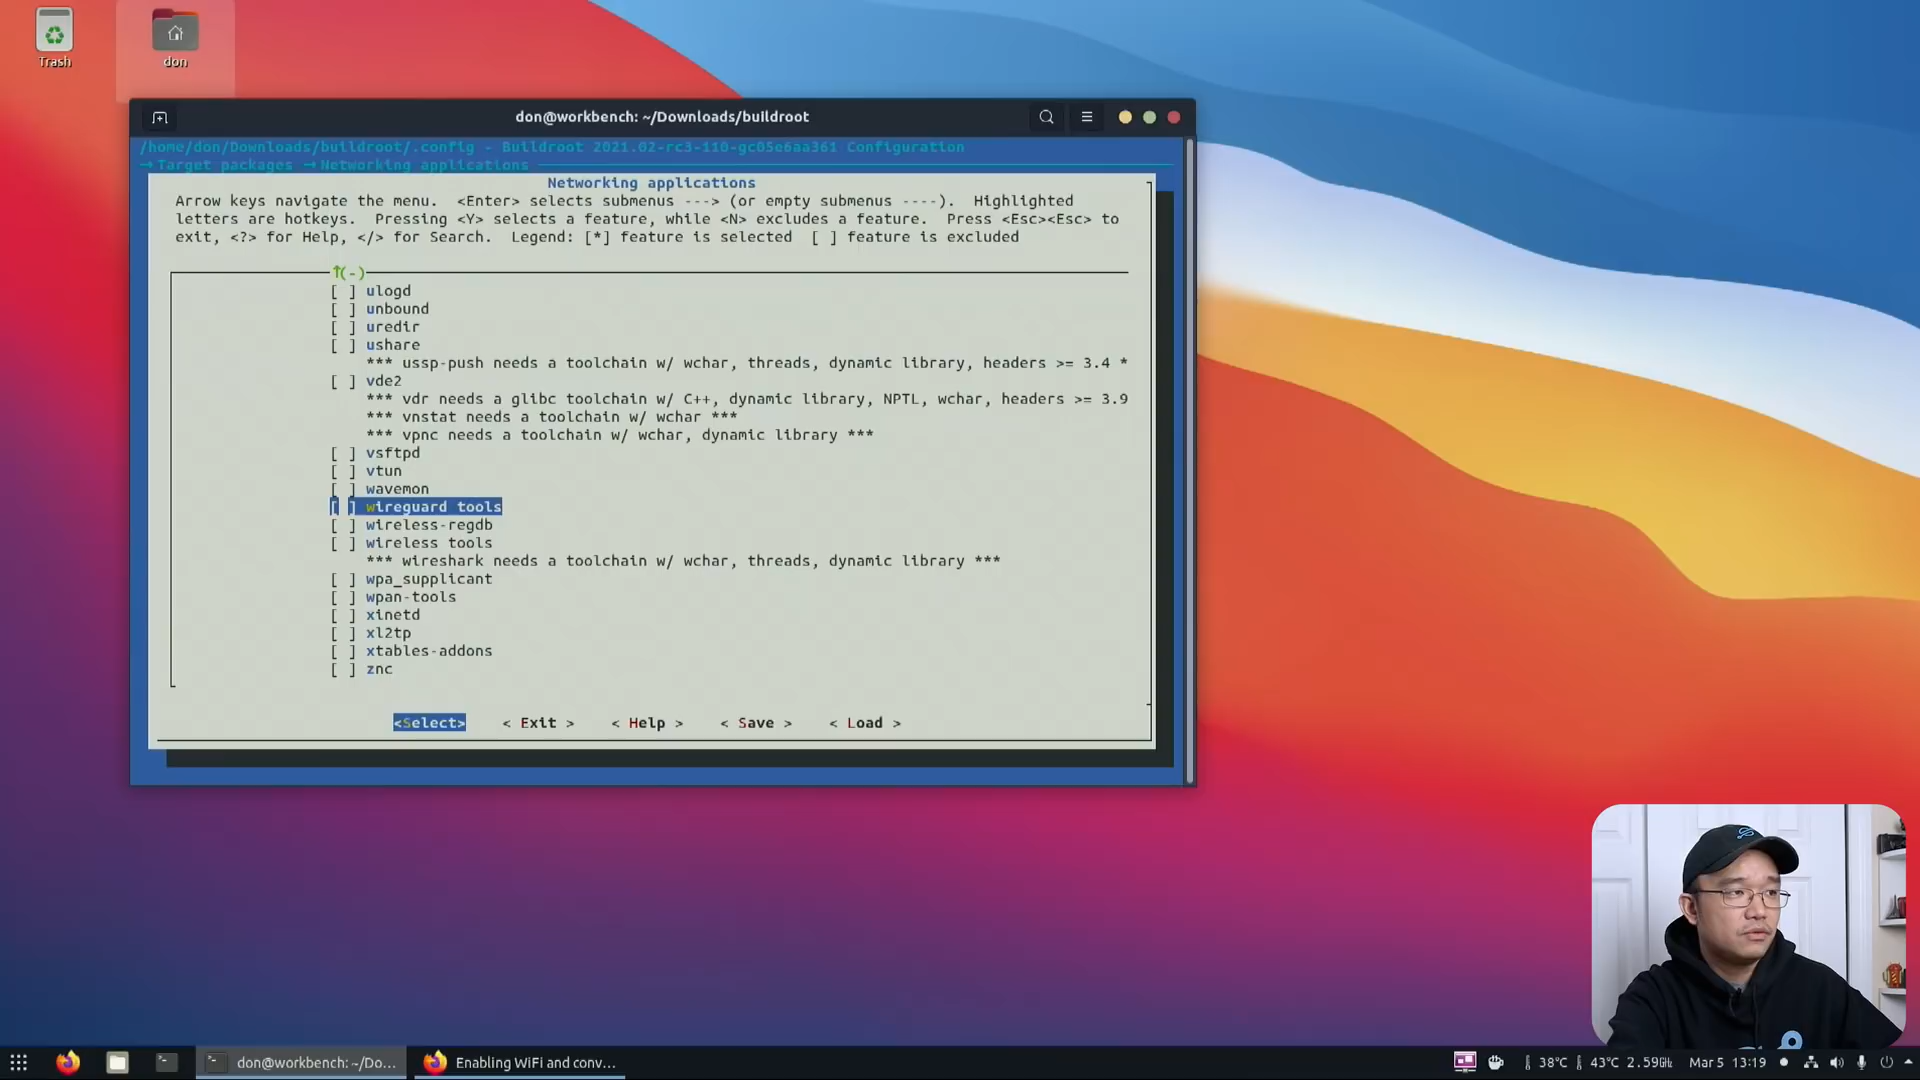 Trash
don
don@workbench: ~/Downloads/buildroot
/home/don/Downloads/buildroot/.config - Buildroot 2021.02-rc3-110-gc05e6aa361 Configuration
→ Target packages → Networking applications
Networking applications
Arrow keys navigate the menu.  <Enter> selects submenus ---> (or empty submenus ----).  Highlighted
letters are hotkeys.  Pressing <Y> selects a feature, while <N> excludes a feature.  Press <Esc><Esc> to
exit, <?> for Help, </> for Search.  Legend: [*] feature is selected  [ ] feature is excluded
↑(-)
[ ] ulogd
[ ] unbound
[ ] uredir
[ ] ushare
*** ussp-push needs a toolchain w/ wchar, threads, dynamic library, headers >= 3.4 *
[ ] vde2
*** vdr needs a glibc toolchain w/ C++, dynamic library, NPTL, wchar, headers >= 3.9
*** vnstat needs a toolchain w/ wchar ***
*** vpnc needs a toolchain w/ wchar, dynamic library ***
[ ] vsftpd
[ ] vtun
[ ] wavemon
[ ] wireguard tools
[ ] wireless-regdb
[ ] wireless tools
*** wireshark needs a toolchain w/ wchar, threads, dynamic library ***
[ ] wpa_supplicant
[ ] wpan-tools
[ ] xinetd
[ ] xl2tp
[ ] xtables-addons
[ ] znc
<Select>    < Exit >    < Help >    < Save >    < Load >
don@workbench: ~/Do...
Enabling WiFi and conv...
38°C 43°C 2.59GHz Mar 5 13:19